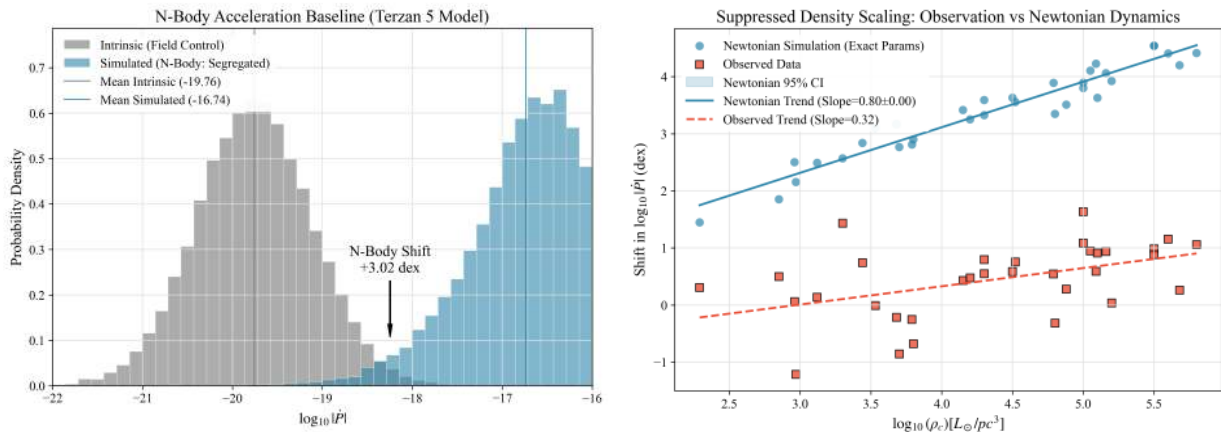 N-Body Acceleration Baseline (Terzan 5 Model)
Intrinsic (Field Control)
Simulated (N-Body: Segregated)
Mean Intrinsic (-19.76)
Mean Simulated (-16.74)
N-Body Shift
+3.02 dex
Probability Density
0.7
0.6
0.5
0.4
0.3
0.2
0.1
0.0
−22 −21 −20 −19 −18 −17 −16
log₁₀|Ṗ|
Suppressed Density Scaling: Observation vs Newtonian Dynamics
Newtonian Simulation (Exact Params)
Observed Data
Newtonian 95% CI
Newtonian Trend (Slope=0.80±0.00)
Observed Trend (Slope=0.32)
Shift in log₁₀|Ṗ| (dex)
4
3
2
1
0
−1
2.5 3.0 3.5 4.0 4.5 5.0 5.5
log₁₀(ρc)[L⊙/pc³]